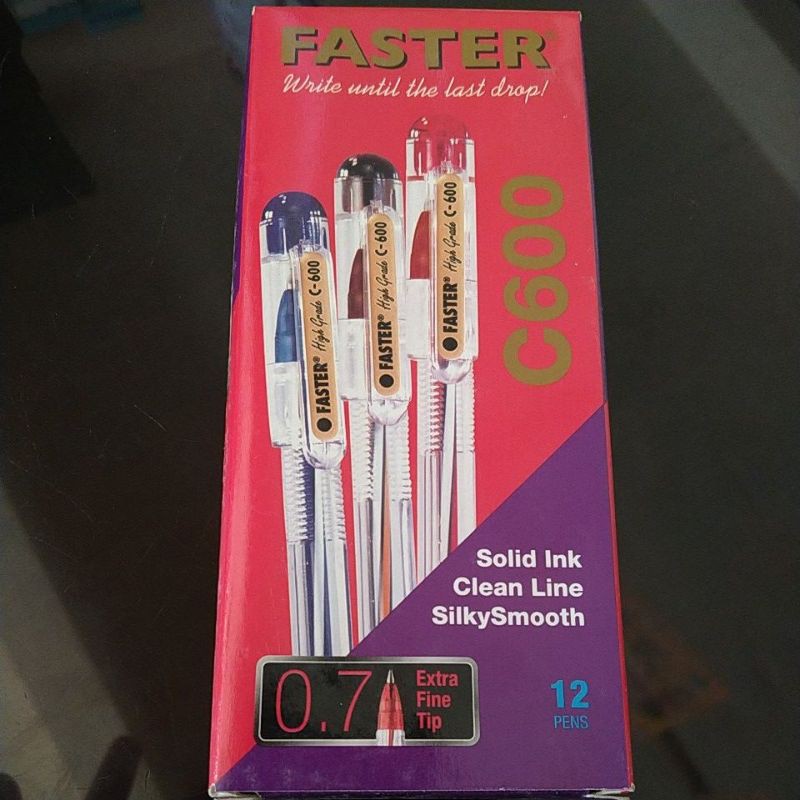 FASTER®
Write until the last drop!
C600
FASTER® High Grade C-600
FASTER® High Grade C-600
FASTER® High Grade C-600
Solid Ink
Clean Line
SilkySmooth
0.7
Extra
Fine
Tip
12
PENS